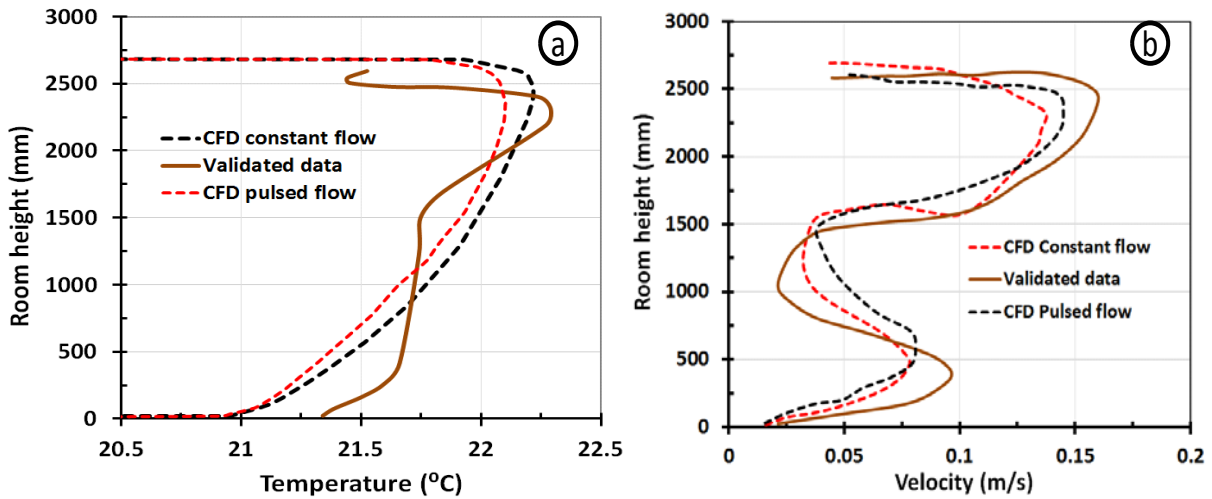 a
3000
2500
2000
1500
1000
500
0
Room height (mm)
CFD constant flow
Validated data
CFD pulsed flow
20.5 21 21.5 22 22.5
Temperature (⁰C)
b
3000
2500
2000
1500
1000
500
0
Room height (mm)
CFD Constant flow
Validated data
CFD Pulsed flow
0 0.05 0.1 0.15 0.2
Velocity (m/s)